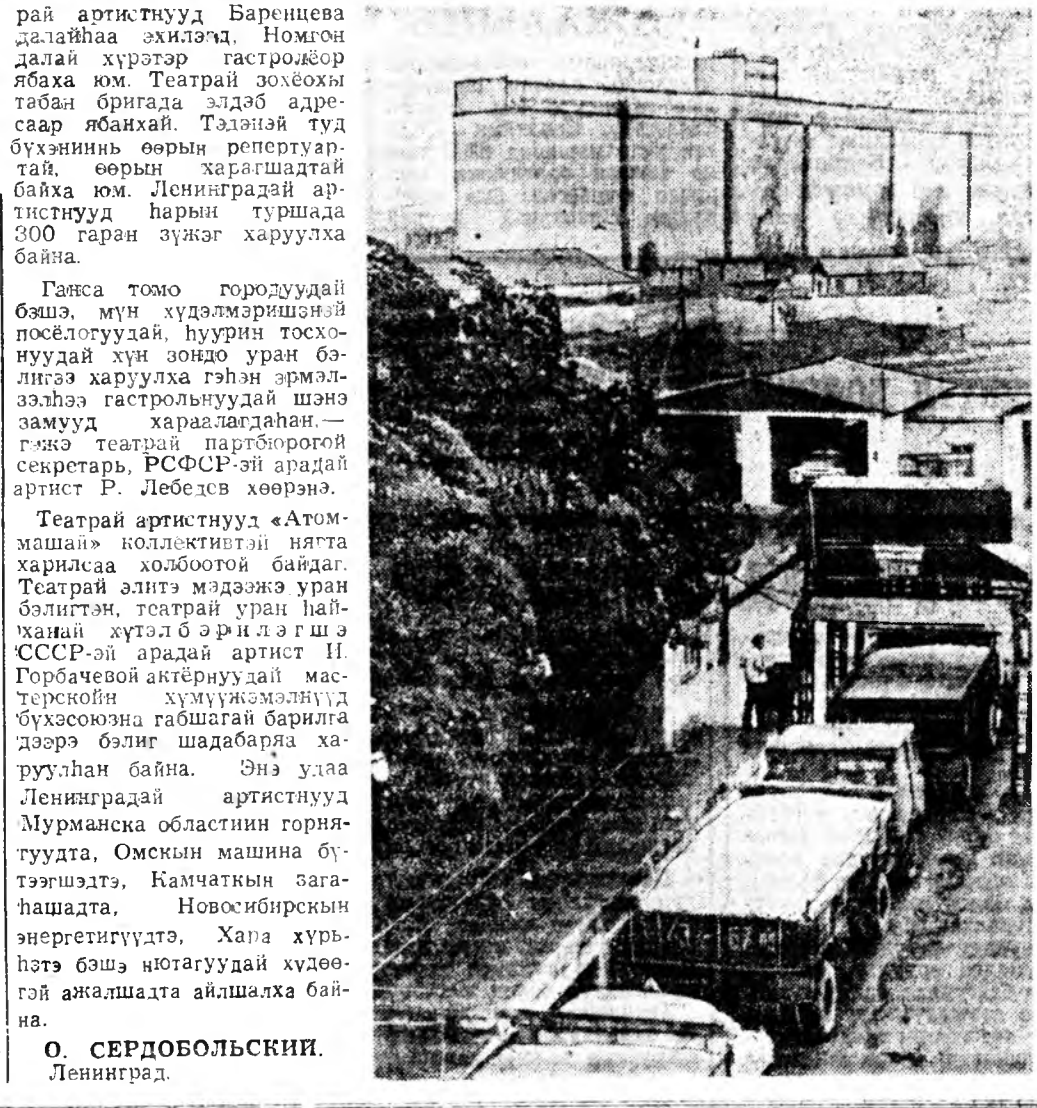 рай артистнууд Баренцева
далайһаа эхилээд, Номгон
далай хүрэтэр гастролёор
ябаха юм. Театрай зохёохы
табан бригада элдэб адре-
саар ябанхай. Тэдэнэй туд
бүхэниинь өөрын репертуар-
тай, өөрын харагшадтай
байха юм. Ленинградай ар-
тистнууд һарын туршада
300 гаран зүжэг харуулха
байна.
Ганса томо городуудай
бэшэ, мүн хүдэлмэришэнэй
посёлогуудай, һуурин тосхо-
нуудай хүн зондо уран бэ-
лигээ харуулха гэһэн эрмэл-
зэлһээ гастрольнуудай шэнэ
замууд хараалагдаһан,—
гэжэ театрай партбюрогой
секретарь, РСФСР-эй арадай
артист Р. Лебедев хөөрэнэ.
Театрай артистнууд «Атом-
машай» коллективтэй нягта
харилсаа холбоотой байдаг.
Театрай элитэ мэдээжэ уран
бэлигтэн, театрай уран һай-
ханай хүтэлбэрилэгшэ
СССР-эй арадай артист И.
Горбачевой актёрнуудай мас-
терскойн хүмүүжэмэлнүүд
бүхэсоюзна габшагай барилга
дээрэ бэлиг шадабаряа ха-
руулһан байна. Энэ удаа
Ленинградай артистнууд
Мурманска областиин горня-
гуудта, Омскын машина бү-
тээгшэдтэ, Камчаткын зага-
һашадта, Новосибирскын
энергетигүүдтэ, Хара хүрь-
һэтэ бэшэ нютагуудай хүдөө-
гэй ажалшадта айлшалха бай-
на.
О. СЕРДОБОЛЬСКИЙ.
Ленинград.